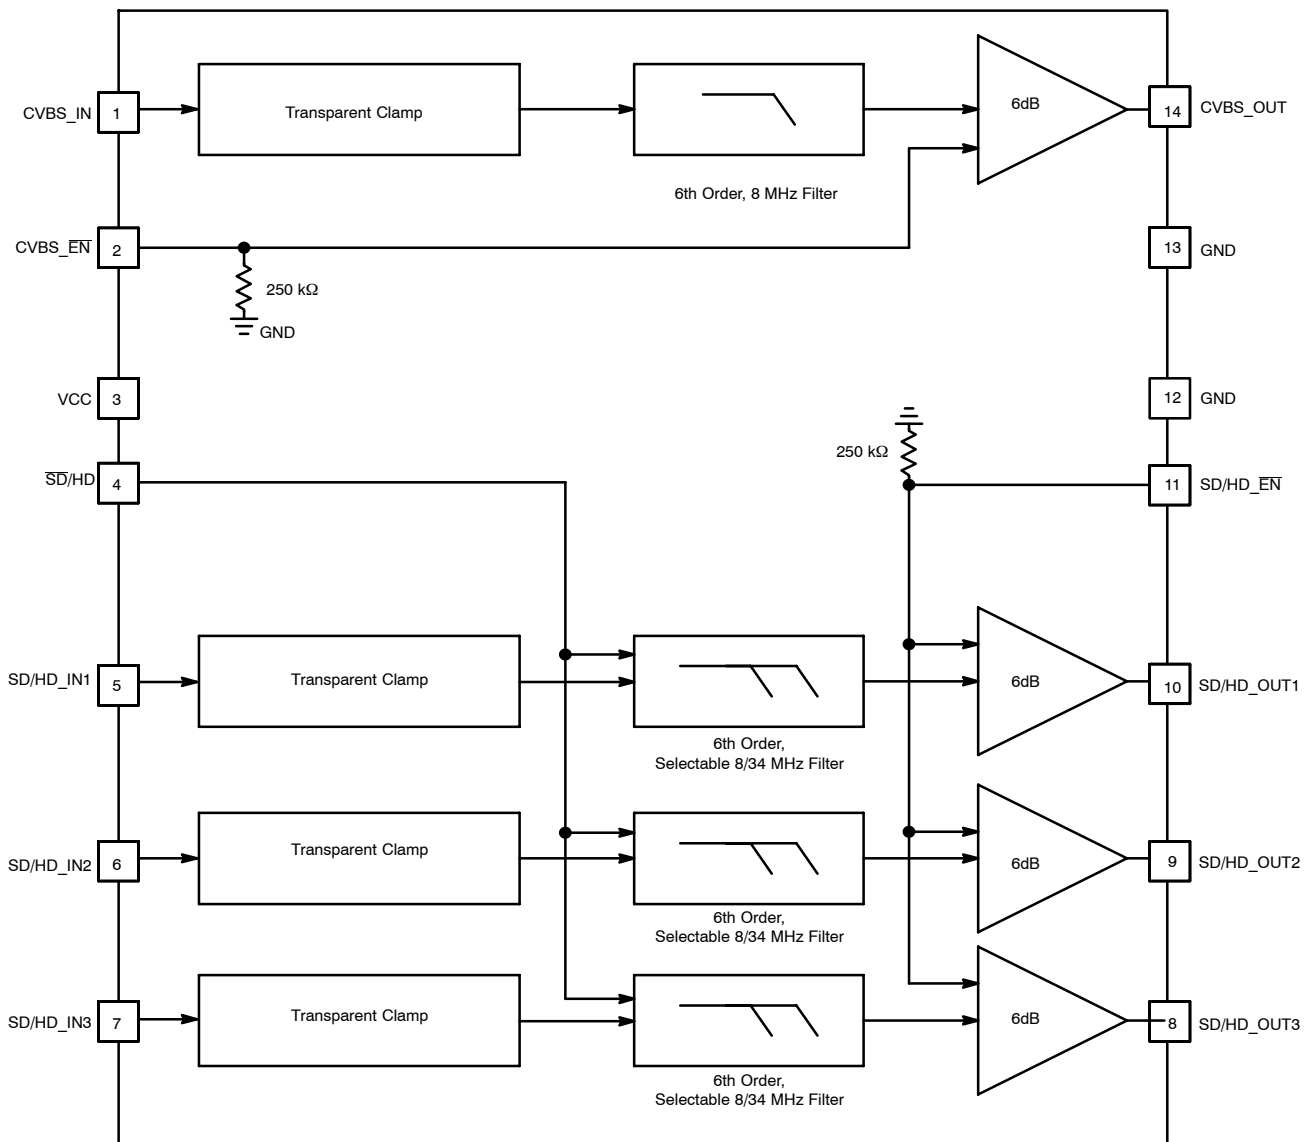 CVBS_IN
1
Transparent Clamp
6dB
14
CVBS_OUT
6th Order, 8 MHz Filter
CVBS_E̅N̅
2
13
GND
250 kΩ
GND
VCC
3
12
GND
250 kΩ
S̅D̅/HD
4
11
SD/HD_E̅N̅
SD/HD_IN1
5
Transparent Clamp
6dB
10
SD/HD_OUT1
6th Order,
Selectable 8/34 MHz Filter
SD/HD_IN2
6
Transparent Clamp
6dB
9
SD/HD_OUT2
6th Order,
Selectable 8/34 MHz Filter
SD/HD_IN3
7
Transparent Clamp
6dB
8
SD/HD_OUT3
6th Order,
Selectable 8/34 MHz Filter